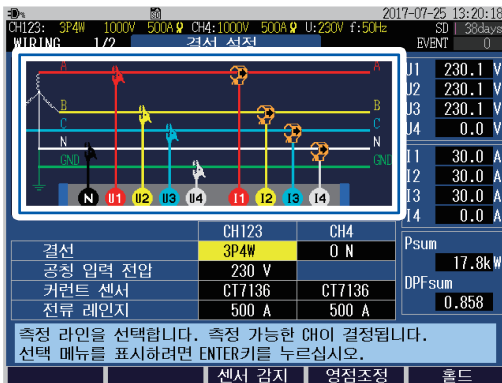 2017-07-25 13:20:18
CH123: 3P4W 1000V 500A CH4:1000V 500A U:230V f:50Hz SD 38days
WIRING 1/2 결선 설정 EVENT 0
A A
B B
C C
N N
GND GND
N U1 U2 U3 U4 I1 I2 I3 I4
U1 230.1 V
U2 230.1 V
U3 230.1 V
U4 0.0 V
I1 30.0 A
I2 30.0 A
I3 30.0 A
I4 0.0 A
Psum
17.8kW
DPFsum
0.858
CH123 CH4
결선 3P4W ON
공칭 입력 전압 230 V
커런트 센서 CT7136 CT7136
전류 레인지 500 A 500 A
측정 라인을 선택합니다. 측정 가능한 CH이 결정됩니다.
선택 메뉴를 표시하려면 ENTER키를 누르십시오.
센서 감지 영점조정 홀드